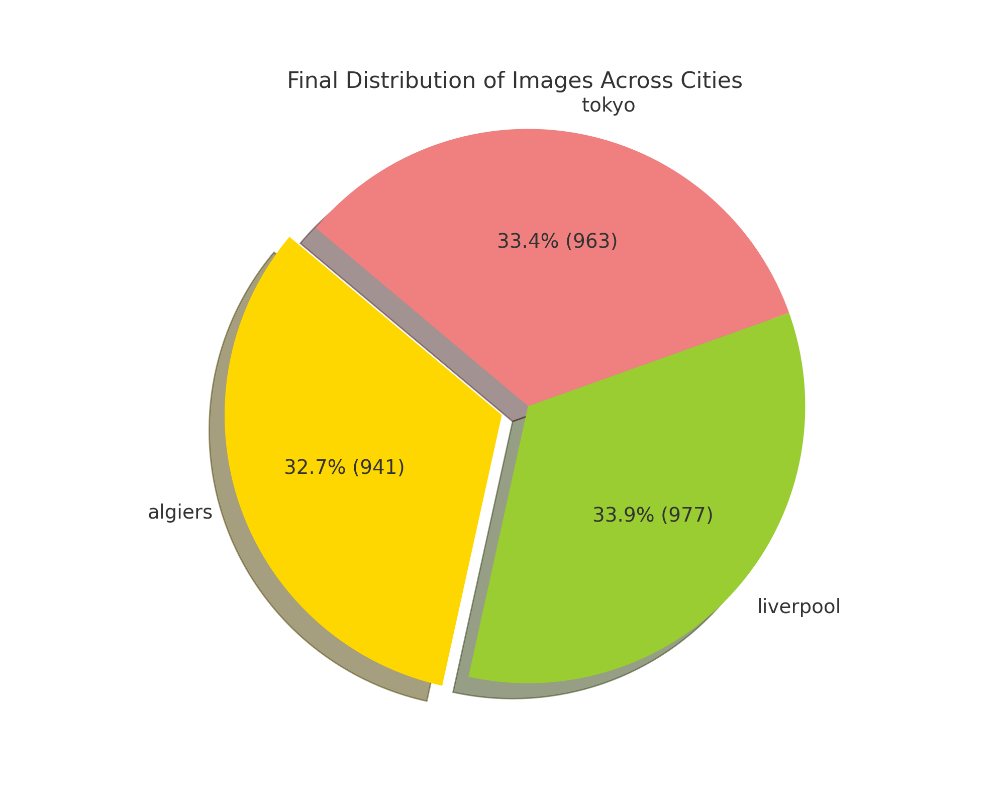 Final Distribution of Images Across Cities
tokyo
33.4% (963)
32.7% (941)
algiers
33.9% (977)
liverpool